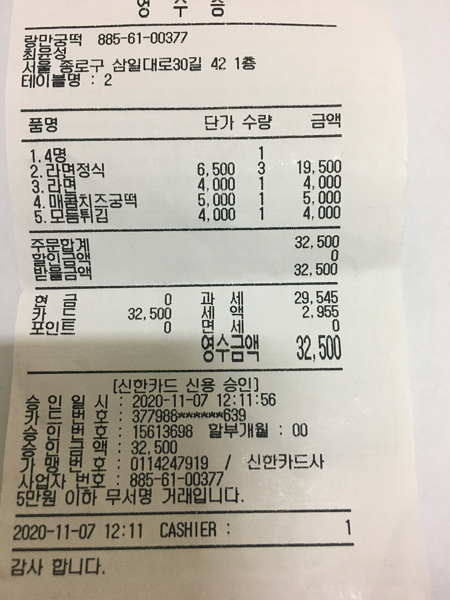 영 수 증
랑만궁떡 885-61-00377
최윤성
서울 종로구 삼일대로30길 42 1층
테이블명 : 2
품명 단가 수량 금액
1.4명 1
2.라면정식 6,500 3 19,500
3.라면 4,000 1 4,000
4.매콤치즈궁떡 5,000 1 5,000
5.모듬튀김 4,000 1 4,000
주문합계 32,500
할인금액 0
받을금액 32,500
현 금 0 과 세 29,545
카 드 32,500 세 액 2,955
포인트 0 면 세 0
영수금액 32,500
[신한카드 신용 승인]
승 인 일 시 : 2020-11-07 12:11:56
카 드 번 호 : 377988******639
승 인 번 호 : 15613698 할부개월 : 00
승 인 금 액 : 32,500
가 맹 번 호 : 0114247919 / 신한카드사
사업자 번호 : 885-61-00377
5만원 이하 무서명 거래입니다.
2020-11-07 12:11 CASHIER : 1
감사 합니다.